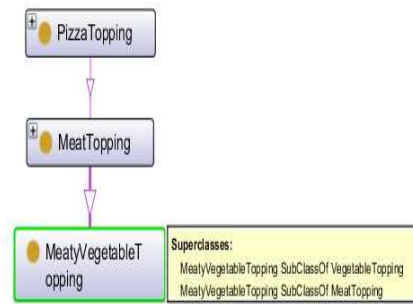 PizzaTopping
MeatTopping
MeatyVegetableT
opping
Superclasses:
MeatyVegetableTopping SubClassOf VegetableTopping
MeatyVegetableTopping SubClassOf MeatTopping